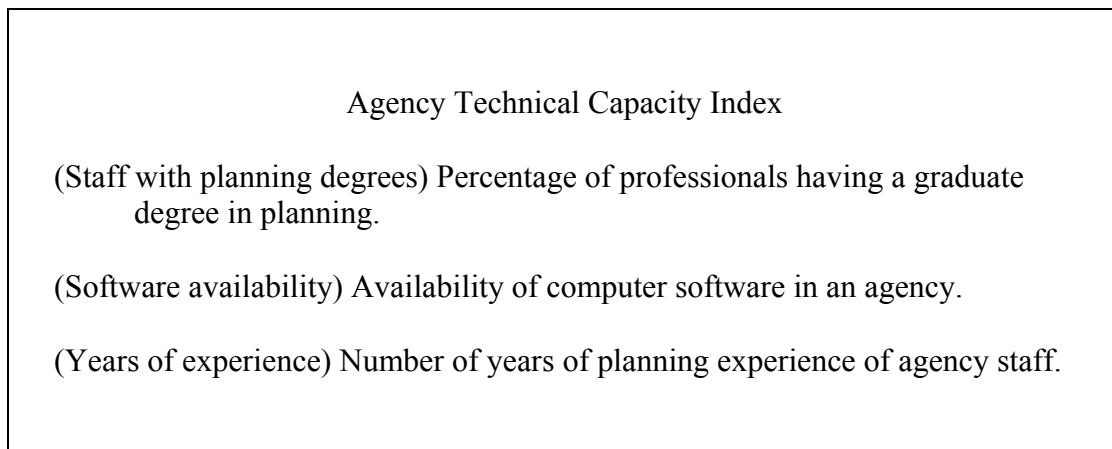 Agency Technical Capacity Index
(Staff with planning degrees) Percentage of professionals having a graduate
degree in planning.
(Software availability) Availability of computer software in an agency.
(Years of experience) Number of years of planning experience of agency staff.